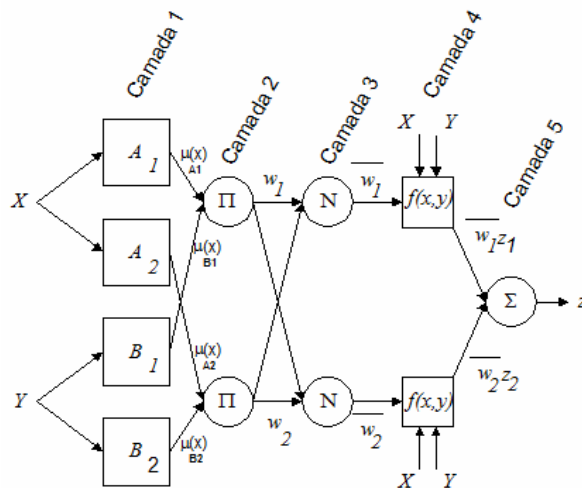 Camada 1
Camada 2
Camada 3
Camada 4
Camada 5
X
A 1
μ(x)
A1
Π
w1
N
w1
X Y
f(x,y)
w1z1
A 2
μ(x)
B1
Σ
z
B 1
μ(x)
A2
Y
Π
w2
N
w2
f(x,y)
w2z2
B 2
μ(x)
B2
X Y